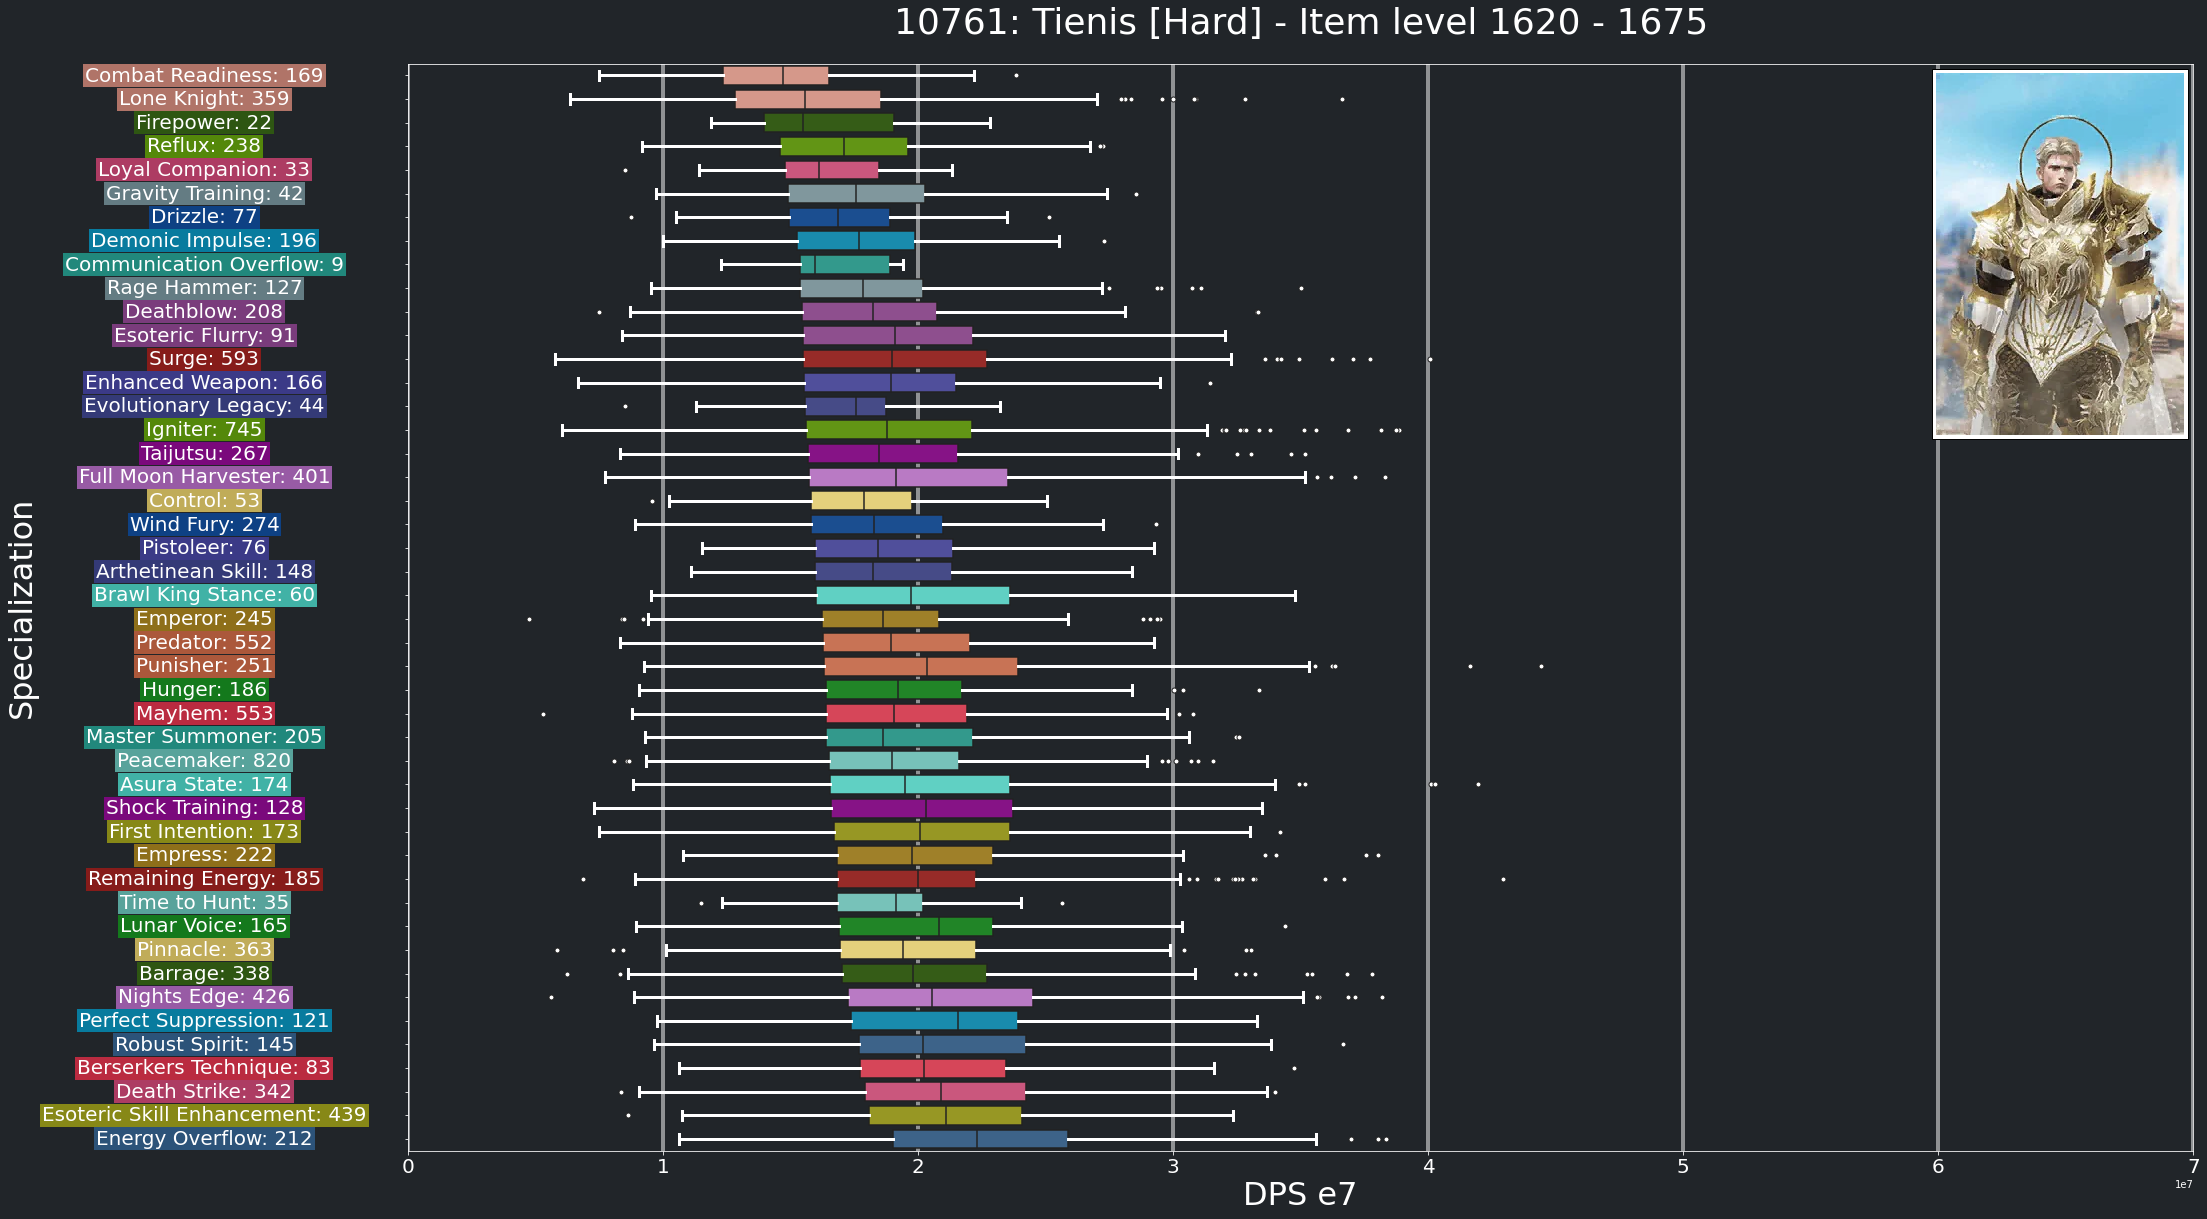 10761: Tienis [Hard] - Item level 1620 - 1675
Combat Readiness: 169
Lone Knight: 359
Firepower: 22
Reflux: 238
Loyal Companion: 33
Gravity Training: 42
Drizzle: 77
Demonic Impulse: 196
Communication Overflow: 9
Rage Hammer: 127
Deathblow: 208
Esoteric Flurry: 91
Surge: 593
Enhanced Weapon: 166
Evolutionary Legacy: 44
Igniter: 745
Taijutsu: 267
Full Moon Harvester: 401
Control: 53
Wind Fury: 274
Pistoleer: 76
Arthetinean Skill: 148
Brawl King Stance: 60
Emperor: 245
Predator: 552
Punisher: 251
Hunger: 186
Mayhem: 553
Master Summoner: 205
Peacemaker: 820
Asura State: 174
Shock Training: 128
First Intention: 173
Empress: 222
Remaining Energy: 185
Time to Hunt: 35
Lunar Voice: 165
Pinnacle: 363
Barrage: 338
Nights Edge: 426
Perfect Suppression: 121
Robust Spirit: 145
Berserkers Technique: 83
Death Strike: 342
Esoteric Skill Enhancement: 439
Energy Overflow: 212
Specialization
0 1 2 3 4 5 6 7
1e7
DPS e7